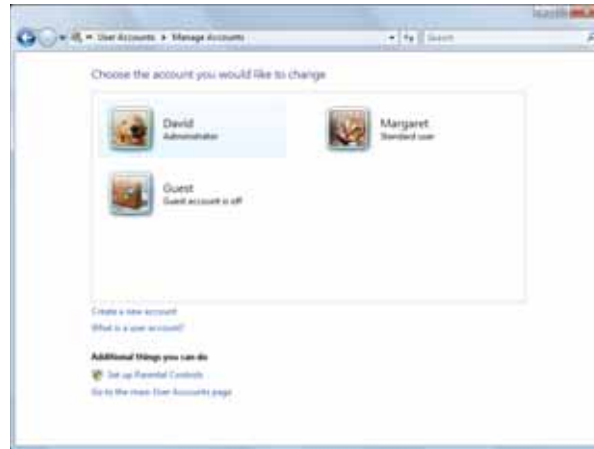 User Accounts ▸ Manage Accounts
Search
Choose the account you would like to change
David
Administrator
Margaret
Standard user
Guest
Guest account is off
Create a new account
What is a user account?
Additional things you can do
Set up Parental Controls
Go to the main User Accounts page